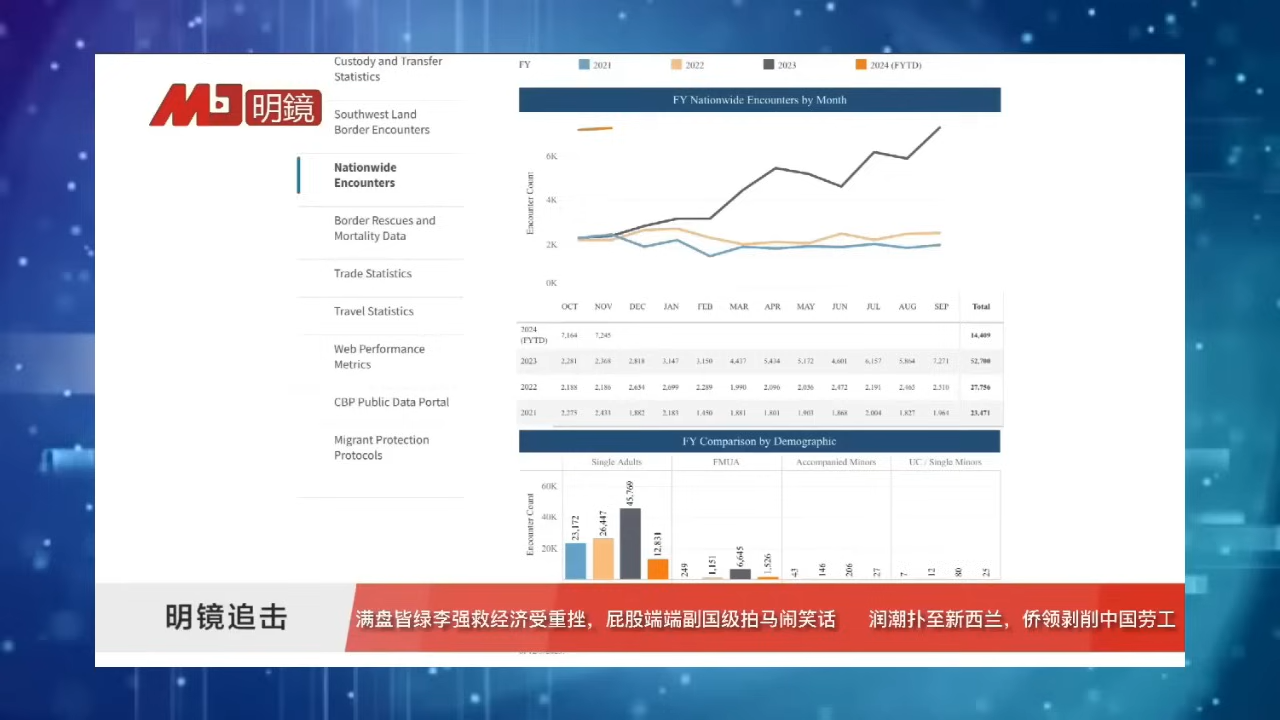 Custody and Transfer
Statistics
Southwest Land
Border Encounters
Nationwide
Encounters
Border Rescues and
Mortality Data
Trade Statistics
Travel Statistics
Web Performance
Metrics
CBP Public Data Portal
Migrant Protection
Protocols
明鏡
FY 2021 2022 2023 2024 (FYTD)
FY Nationwide Encounters by Month
Encounter Count
6K
4K
2K
0K
OCT NOV DEC JAN FEB MAR APR MAY JUN JUL AUG SEP Total
2024
(FYTD) 7,164 7,245 14,409
2023 2,281 2,368 2,818 3,147 3,150 4,437 5,434 5,172 4,601 6,157 5,864 7,271 52,700
2022 2,188 2,186 2,654 2,699 2,289 1,990 2,096 2,036 2,472 2,191 2,465 2,510 27,756
2021 2,275 2,433 1,882 2,183 1,450 1,881 1,801 1,903 1,868 2,004 1,827 1,964 23,471
FY Comparison by Demographic
Single Adults FMUA Accompanied Minors UC / Single Minors
Encounter Count
60K
40K
20K
23,172 26,447 45,769 12,831 249 1,151 6,645 1,526 43 146 206 27 7 12 80 25
明镜追击
满盘皆绿李强救经济受重挫，屁股端端副国级拍马闹笑话 润潮扑至新西兰，侨领剥削中国劳工